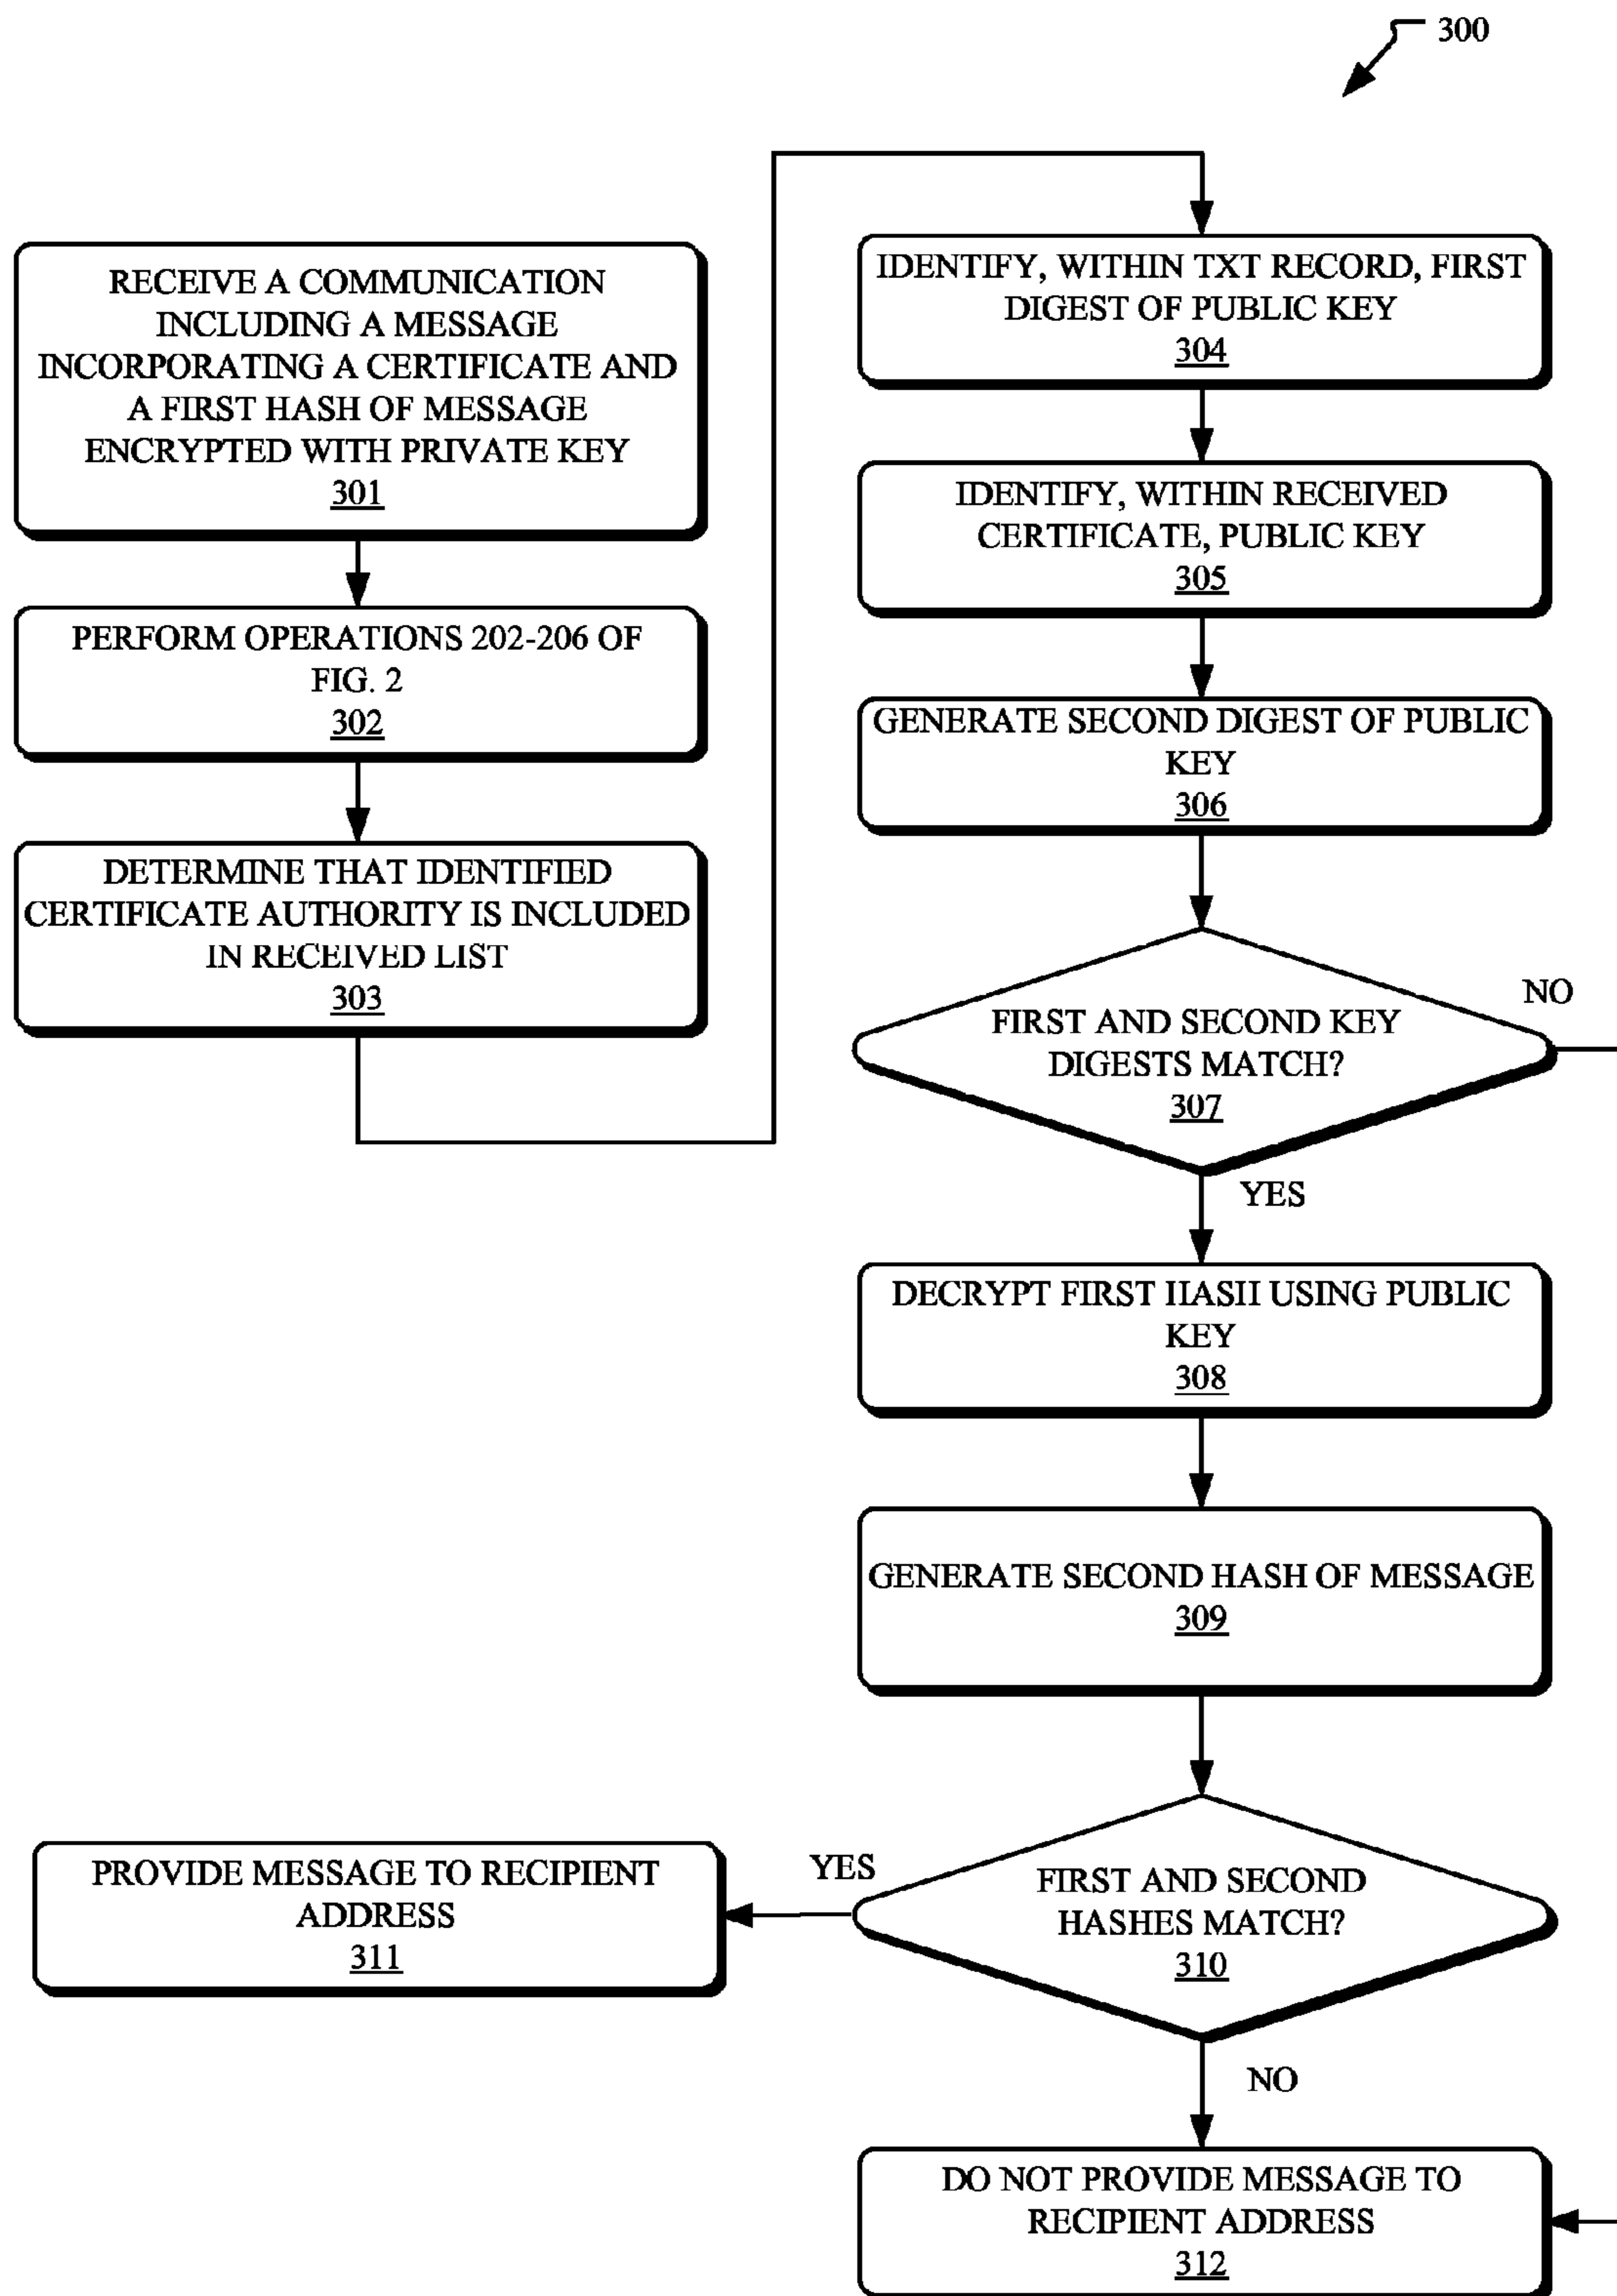 300
RECEIVE A COMMUNICATION
INCLUDING A MESSAGE
INCORPORATING A CERTIFICATE AND
A FIRST HASH OF MESSAGE
ENCRYPTED WITH PRIVATE KEY
301
PERFORM OPERATIONS 202-206 OF
FIG. 2
302
DETERMINE THAT IDENTIFIED
CERTIFICATE AUTHORITY IS INCLUDED
IN RECEIVED LIST
303
IDENTIFY, WITHIN TXT RECORD, FIRST
DIGEST OF PUBLIC KEY
304
IDENTIFY, WITHIN RECEIVED
CERTIFICATE, PUBLIC KEY
305
GENERATE SECOND DIGEST OF PUBLIC
KEY
306
FIRST AND SECOND KEY
DIGESTS MATCH?
307
NO
YES
DECRYPT FIRST HASH USING PUBLIC
KEY
308
GENERATE SECOND HASH OF MESSAGE
309
FIRST AND SECOND
HASHES MATCH?
310
YES
PROVIDE MESSAGE TO RECIPIENT
ADDRESS
311
NO
DO NOT PROVIDE MESSAGE TO
RECIPIENT ADDRESS
312